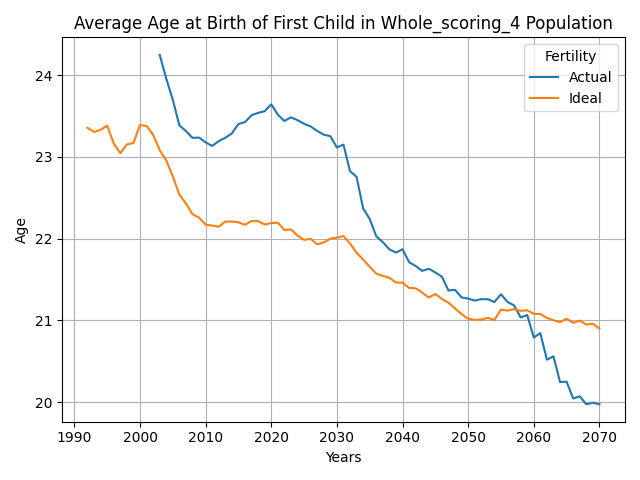 Average Age at Birth of First Child in Whole_scoring_4 Population
Fertility
Actual
Ideal
Age
24
23
22
21
20
1990 2000 2010 2020 2030 2040 2050 2060 2070
Years